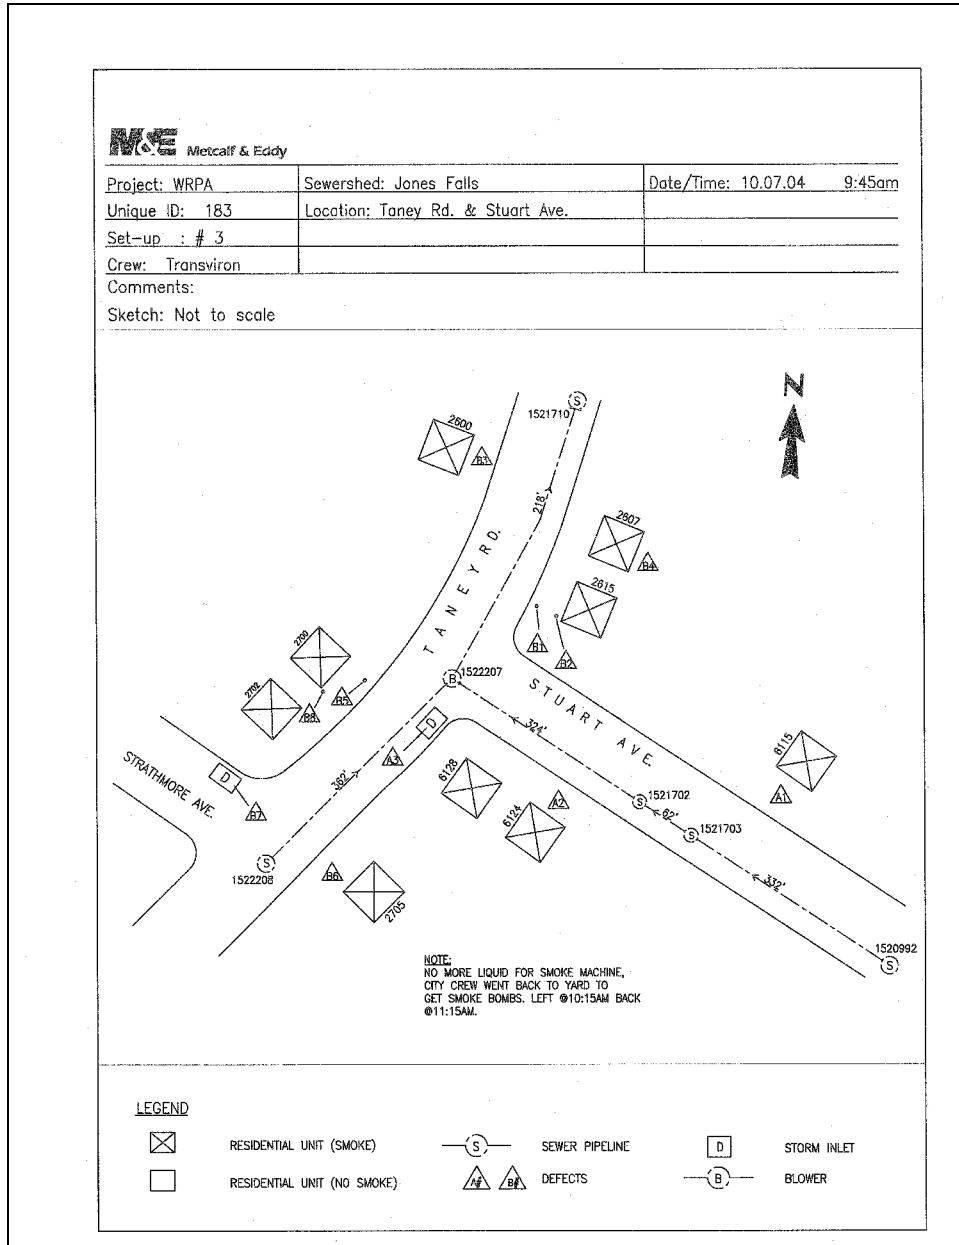 M&E Metcalf & Eddy
Project: WRPA Sewershed: Jones Falls Date/Time: 10.07.04 9:45am
Unique ID: 183 Location: Taney Rd. & Stuart Ave.
Set-up : # 3
Crew: Transviron
Comments:
Sketch: Not to scale
N
1521710 S
2600
B3
218'
2607
B4
TANEY RD.
2615
B1
B2
2700
2702
B5
B8
B 1522207
STUART AVE.
D
324'
A3
STRATHMORE AVE.
D
B7
362'
6128
6124
A2
6115
A1
S 1521702
62'
S 1521703
S
1522208
B6
2705
332'
1520992
S
NOTE:
NO MORE LIQUID FOR SMOKE MACHINE,
CITY CREW WENT BACK TO YARD TO
GET SMOKE BOMBS. LEFT @10:15AM BACK
@11:15AM.
LEGEND
RESIDENTIAL UNIT (SMOKE) S SEWER PIPELINE D STORM INLET
RESIDENTIAL UNIT (NO SMOKE) A# B# DEFECTS B BLOWER